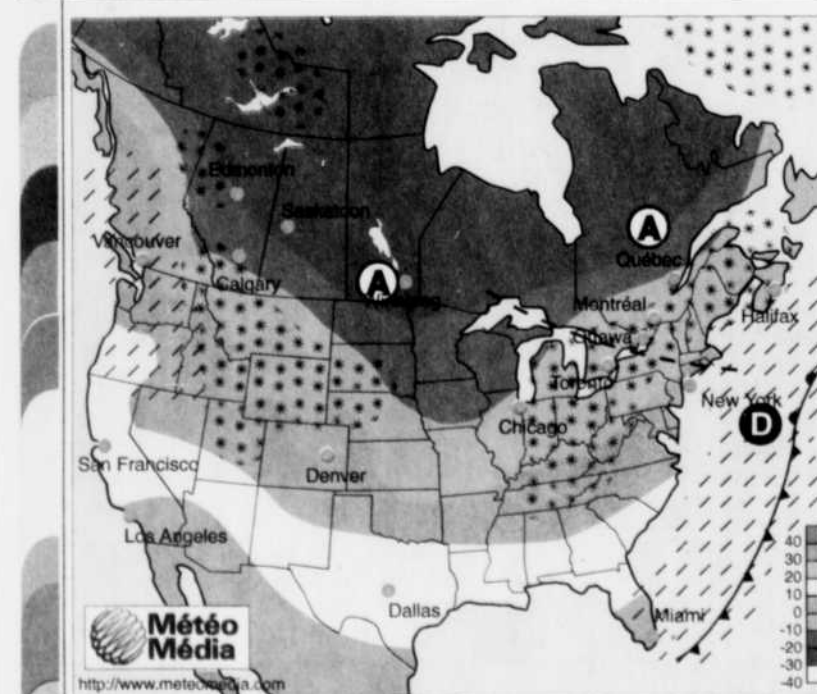 Edmonton
Saskatoon
A
Vancouver
Québec
Calgary
A
Winnipeg
Montréal
Halifax
Ottawa
Toronto
New York
Chicago
D
San Francisco
Denver
Los Angeles
40
30
20
10
0
-10
-20
-30
-40
Dallas
Miami
Météo
Média
http://www.meteomedia.com